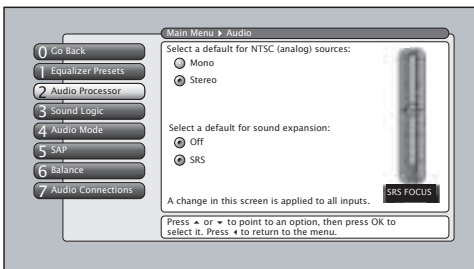 Main Menu ▸ Audio
0 Go Back
1 Equalizer Presets
2 Audio Processor
3 Sound Logic
4 Audio Mode
5 SAP
6 Balance
7 Audio Connections
Select a default for NTSC (analog) sources:
Mono
Stereo
Select a default for sound expansion:
Off
SRS
A change in this screen is applied to all inputs.
SRS FOCUS
Press ▲ or ▼ to point to an option, then press OK to
select it. Press ◂ to return to the menu.